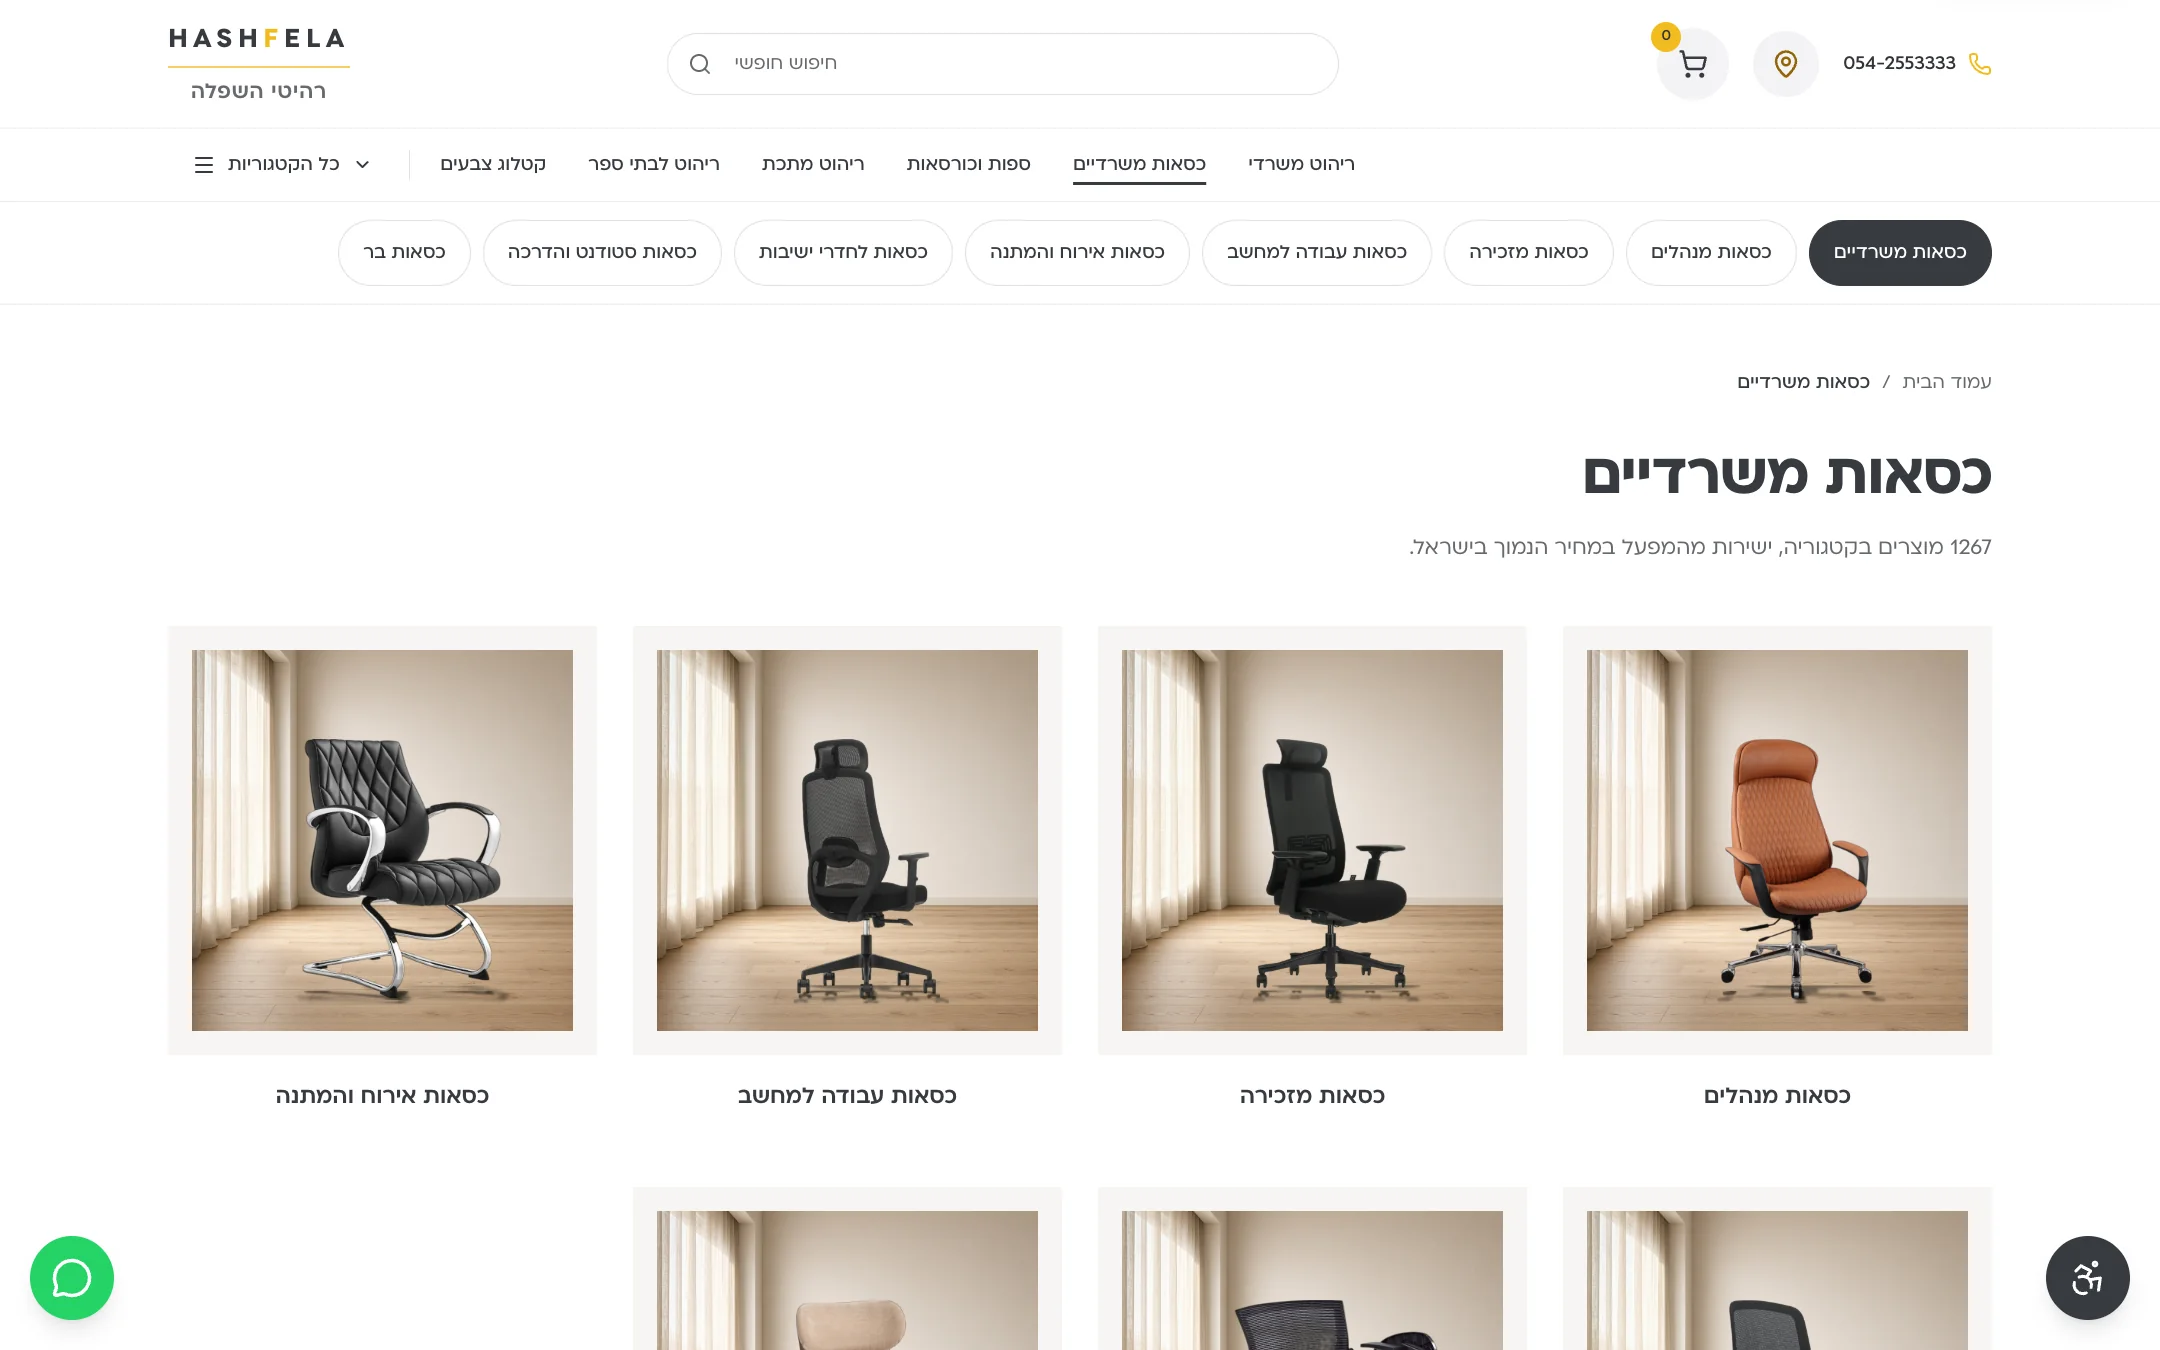 054-2553333
0
חיפוש חופשי
HASHFELA
רהיטי השפלה
ריהוט משרדי
כסאות משרדיים
ספות וכורסאות
ריהוט מתכת
ריהוט לבתי ספר
קטלוג צבעים
כל הקטגוריות
כסאות משרדיים
כסאות מנהלים
כסאות מזכירה
כסאות עבודה למחשב
כסאות אירוח והמתנה
כסאות לחדרי ישיבות
כסאות סטודנט והדרכה
כסאות בר
עמוד הבית / כסאות משרדיים
כסאות משרדיים
1267 מוצרים בקטגוריה, ישירות מהמפעל במחיר הנמוך בישראל.
כסאות מנהלים
כסאות מזכירה
כסאות עבודה למחשב
כסאות אירוח והמתנה